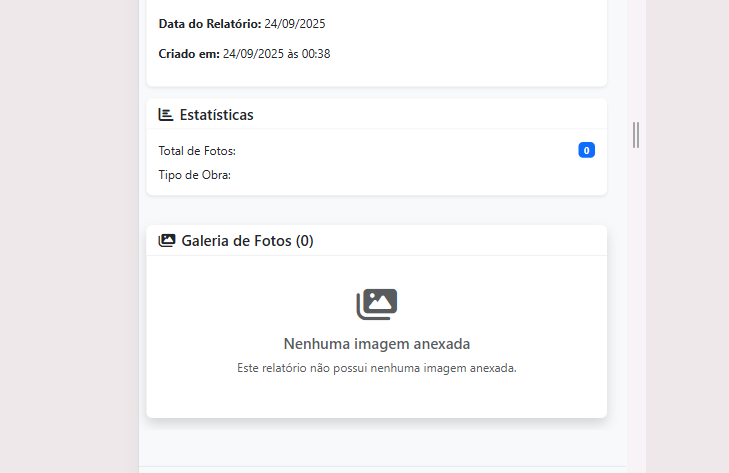 Data do Relatório: 24/09/2025
Criado em: 24/09/2025 às 00:38
Estatísticas
Total de Fotos: 0
Tipo de Obra:
Galeria de Fotos (0)
Nenhuma imagem anexada
Este relatório não possui nenhuma imagem anexada.